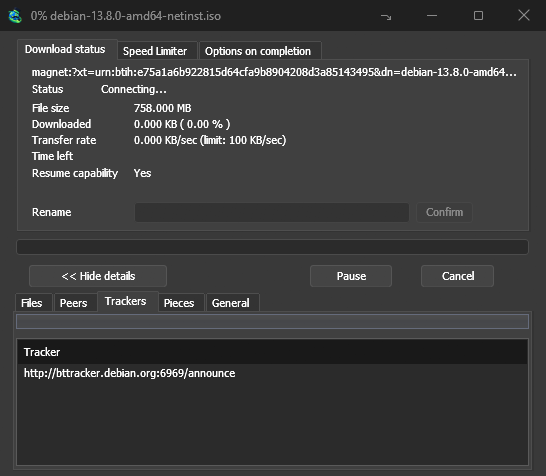 0% debian-13.8.0-amd64-netinst.iso
Download status Speed Limiter Options on completion
magnet:?xt=urn:btih:e75a1a6b922815d64cfa9b8904208d3a85143495&dn=debian-13.8.0-amd64...
Status Connecting...
File size 758.000 MB
Downloaded 0.000 KB ( 0.00 % )
Transfer rate 0.000 KB/sec (limit: 100 KB/sec)
Time left
Resume capability Yes
Rename Confirm
<< Hide details Pause Cancel
Files Peers Trackers Pieces General
Tracker
http://bttracker.debian.org:6969/announce